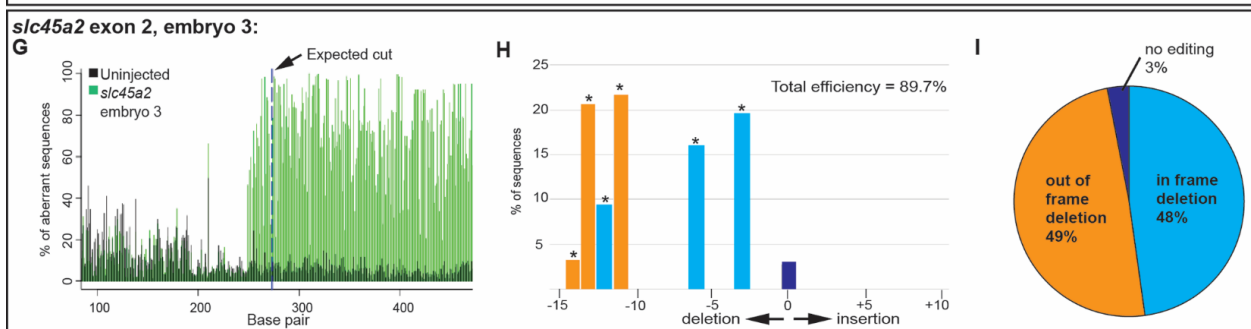 slc45a2 exon 2, embryo 3:
G
Expected cut
Uninjected
slc45a2
embryo 3
% of aberrant sequences
100
80
60
40
20
0
100
200
300
400
Base pair
H
Total efficiency = 89.7%
% of sequences
25
20
15
10
5
*
*
*
*
*
*
-15
-10
-5
0
+5
+10
deletion
insertion
I
no editing
3%
out of
frame
deletion
49%
in frame
deletion
48%